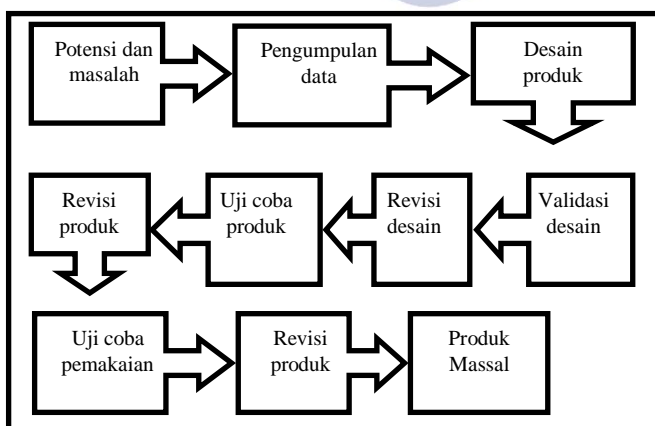 Potensi dan
masalah
Pengumpulan
data
Desain
produk
Validasi
desain
Revisi
desain
Uji coba
produk
Revisi
produk
Uji coba
pemakaian
Revisi
produk
Produk
Massal